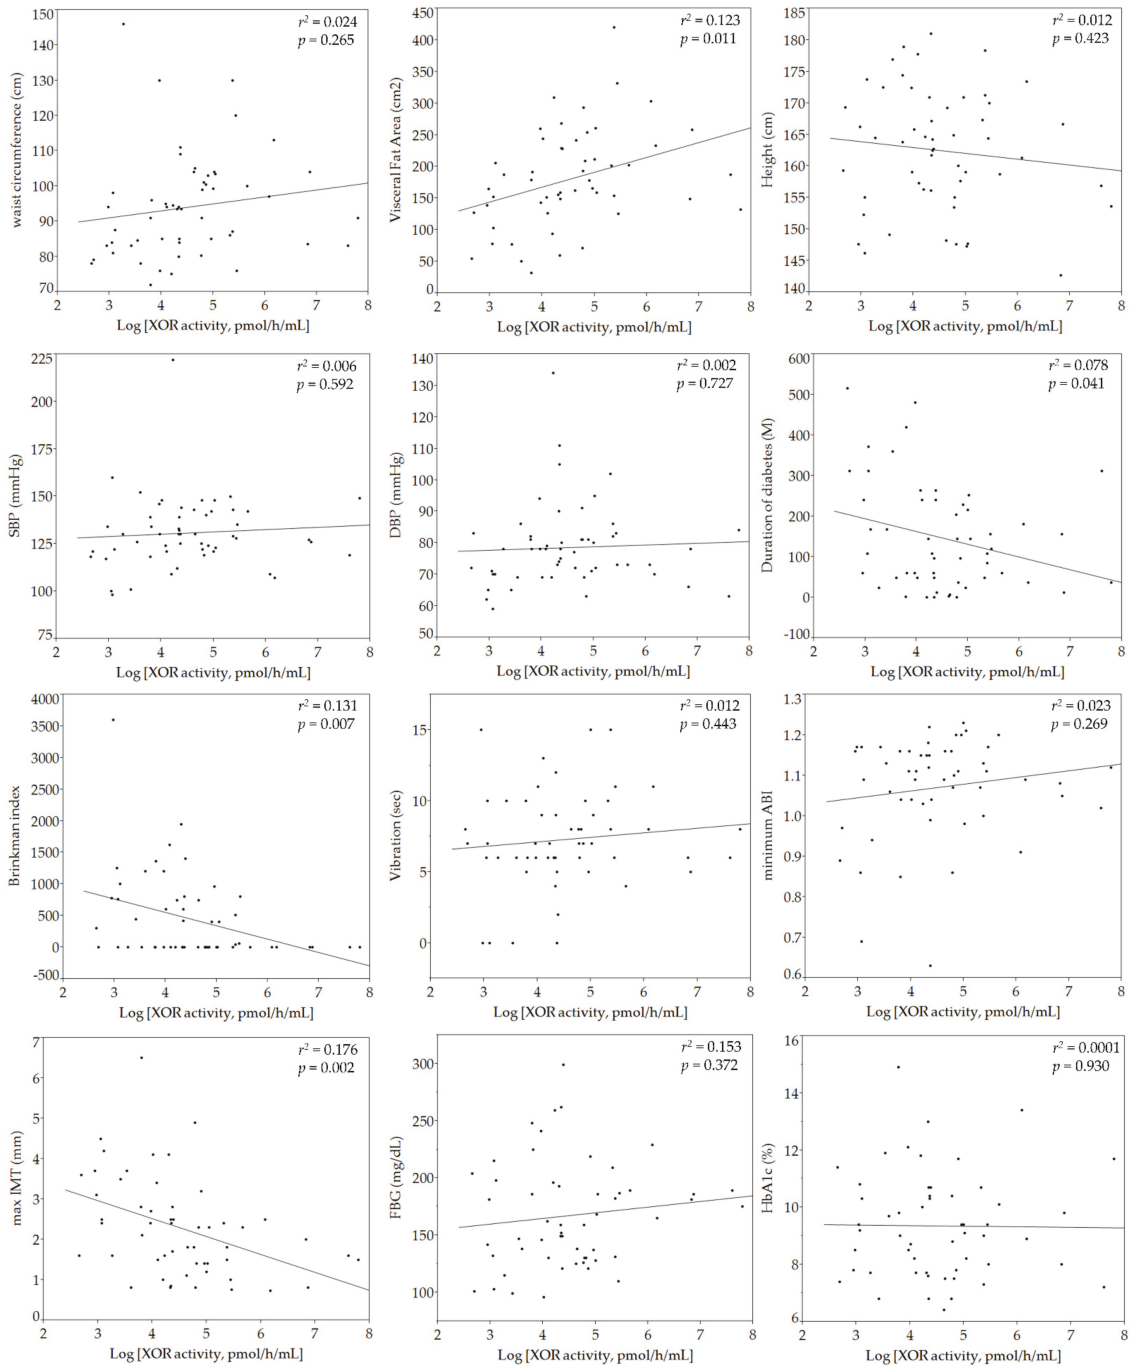 r² = 0.024
p = 0.265
waist circumference (cm)
150
140
130
120
110
100
90
80
70
2 3 4 5 6 7 8
Log [XOR activity, pmol/h/mL]
r² = 0.123
p = 0.011
Visceral Fat Area (cm2)
450
400
350
300
250
200
150
100
50
0
2 3 4 5 6 7 8
Log [XOR activity, pmol/h/mL]
r² = 0.012
p = 0.423
Height (cm)
185
180
175
170
165
160
155
150
145
140
2 3 4 5 6 7 8
Log [XOR activity, pmol/h/mL]
r² = 0.006
p = 0.592
SBP (mmHg)
225
200
175
150
125
100
75
2 3 4 5 6 7 8
Log [XOR activity, pmol/h/mL]
r² = 0.002
p = 0.727
DBP (mmHg)
140
130
120
110
100
90
80
70
60
50
2 3 4 5 6 7 8
Log [XOR activity, pmol/h/mL]
r² = 0.078
p = 0.041
Duration of diabetes (M)
600
500
400
300
200
100
0
-100
2 3 4 5 6 7 8
Log [XOR activity, pmol/h/mL]
r² = 0.131
p = 0.007
Brinkman index
4000
3500
3000
2500
2000
1500
1000
500
0
-500
2 3 4 5 6 7 8
Log [XOR activity, pmol/h/mL]
r² = 0.012
p = 0.443
Vibration (sec)
15
10
5
0
2 3 4 5 6 7 8
Log [XOR activity, pmol/h/mL]
r² = 0.023
p = 0.269
minimum ABI
1.3
1.2
1.1
1.0
0.9
0.8
0.7
0.6
2 3 4 5 6 7 8
Log [XOR activity, pmol/h/mL]
r² = 0.176
p = 0.002
max IMT (mm)
7
6
5
4
3
2
1
0
2 3 4 5 6 7 8
Log [XOR activity, pmol/h/mL]
r² = 0.153
p = 0.372
FBG (mg/dL)
300
250
200
150
100
2 3 4 5 6 7 8
Log [XOR activity, pmol/h/mL]
r² = 0.0001
p = 0.930
HbA1c (%)
16
14
12
10
8
6
2 3 4 5 6 7 8
Log [XOR activity, pmol/h/mL]